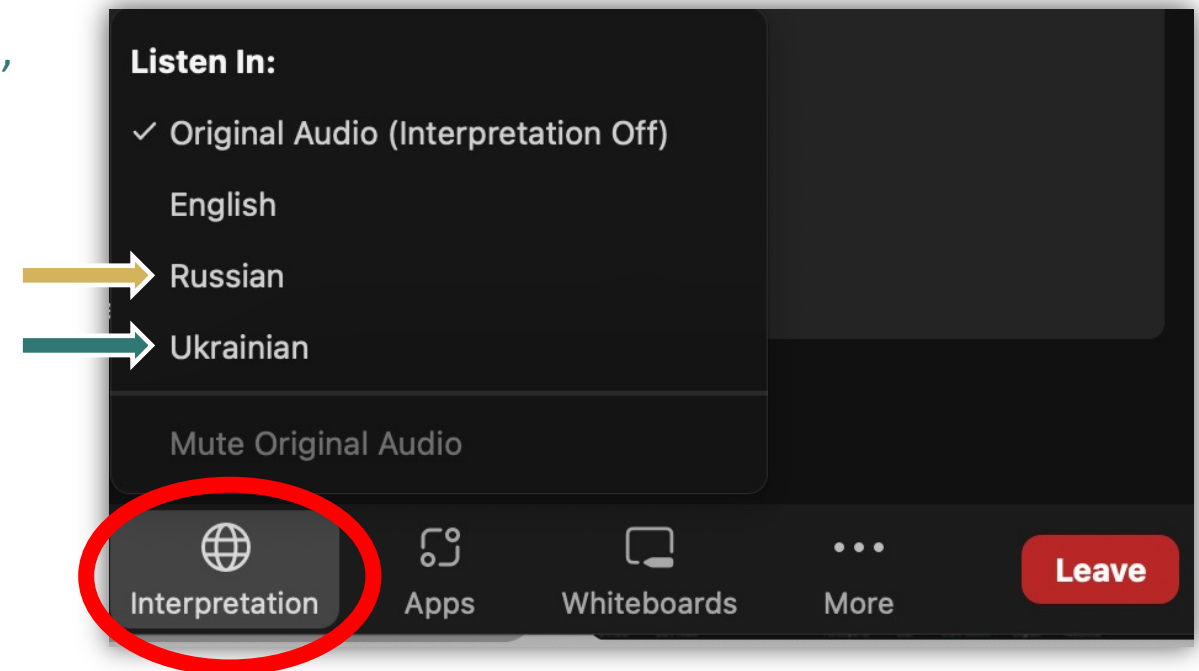 ,
Listen In:
✓ Original Audio (Interpretation Off)
English
Russian
Ukrainian
Mute Original Audio
Interpretation Apps Whiteboards More Leave